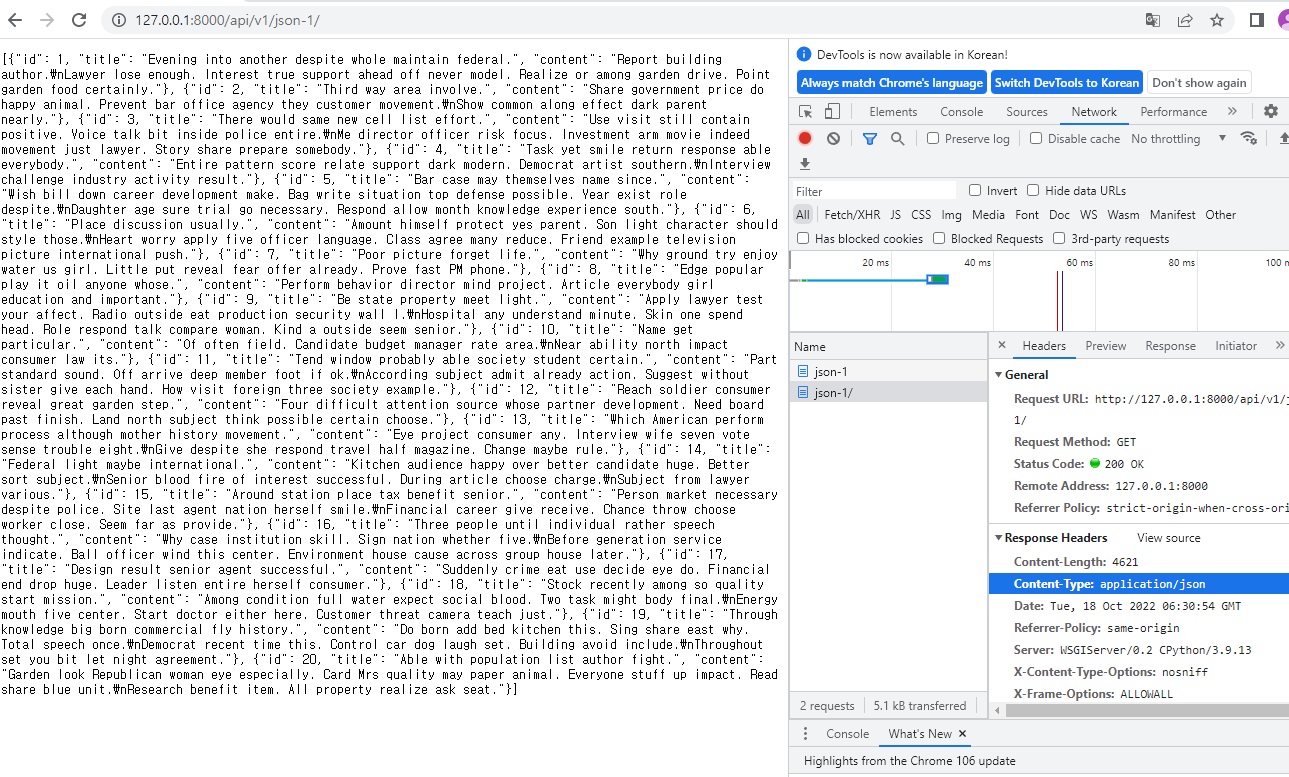 127.0.0.1:8000/api/v1/json-1/
[{"id": 1, "title": "Evening into another despite whole maintain federal.", "content": "Report building
author.₩nLawyer lose enough. Interest true support ahead off never model. Realize or among garden drive. Point
garden food certainly."}, {"id": 2, "title": "Third way area involve.", "content": "Share government price do
happy animal. Prevent bar office agency they customer movement.₩nShow common along effect dark parent
nearly."}, {"id": 3, "title": "There would same new cell list effort.", "content": "Use visit still contain
positive. Voice talk bit inside police entire.₩nMe director officer risk focus. Investment arm movie indeed
movement just lawyer. Story share prepare somebody."}, {"id": 4, "title": "Task yet smile return response able
everybody.", "content": "Entire pattern score relate support dark modern. Democrat artist southern.₩nInterview
challenge industry activity result."}, {"id": 5, "title": "Bar case may themselves name since.", "content":
"Wish bill down career development make. Bag write situation top defense possible. Year exist role
despite.₩nDaughter age sure trial go necessary. Respond allow month knowledge experience south."}, {"id": 6,
"title": "Place discussion usually.", "content": "Amount himself protect yes parent. Son light character should
style those.₩nHeart worry apply five officer language. Class agree many reduce. Friend example television
picture international push."}, {"id": 7, "title": "Poor picture forget life.", "content": "Why ground try enjoy
water us girl. Little put reveal fear offer already. Prove fast PM phone."}, {"id": 8, "title": "Edge popular
play it oil anyone whose.", "content": "Perform behavior director mind project. Article everybody girl
education and important."}, {"id": 9, "title": "Be state property meet light.", "content": "Apply lawyer test
your affect. Radio outside eat production security wall I.₩nHospital any understand minute. Skin one spend
head. Role respond talk compare woman. Kind a outside seem senior."}, {"id": 10, "title": "Name get
particular.", "content": "Of often field. Candidate budget manager rate area.₩nNear ability north impact
consumer law its."}, {"id": 11, "title": "Tend window probably able society student certain.", "content": "Part
standard sound. Off arrive deep member foot if ok.₩nAccording subject admit already action. Suggest without
sister give each hand. How visit foreign three society example."}, {"id": 12, "title": "Reach soldier consumer
reveal great garden step.", "content": "Four difficult attention source whose partner development. Need board
past finish. Land north subject think possible certain choose."}, {"id": 13, "title": "Which American perform
process although mother history movement.", "content": "Eye project consumer any. Interview wife seven vote
sense trouble eight.₩nGive despite she respond travel half magazine. Change maybe rule."}, {"id": 14, "title":
"Federal light maybe international.", "content": "Kitchen audience happy over better candidate huge. Better
sort subject.₩nSenior blood fire of interest successful. During article choose charge.₩nSubject from lawyer
various."}, {"id": 15, "title": "Around station place tax benefit senior.", "content": "Person market necessary
despite police. Site last agent nation herself smile.₩nFinancial career give receive. Chance throw choose
worker close. Seem far as provide."}, {"id": 16, "title": "Three people until individual rather speech
thought.", "content": "Why case institution skill. Sign nation whether five.₩nBefore generation service
indicate. Ball officer wind this center. Environment house cause across group house later."}, {"id": 17,
"title": "Design result senior agent successful.", "content": "Suddenly crime eat use decide eye do. Financial
end drop huge. Leader listen entire herself consumer."}, {"id": 18, "title": "Stock recently among so quality
start mission.", "content": "Among condition full water expect social blood. Two task might body final.₩nEnergy
mouth five center. Start doctor either here. Customer threat camera teach just."}, {"id": 19, "title": "Through
knowledge big born commercial fly history.", "content": "Do born add bed kitchen this. Sing share east why.
Total speech once.₩nDemocrat recent time this. Control car dog laugh set. Building avoid include.₩nThroughout
set you bit let night agreement."}, {"id": 20, "title": "Able with population list author fight.", "content":
"Garden look Republican woman eye especially. Card Mrs quality may paper animal. Everyone stuff up impact. Read
share blue unit.₩nResearch benefit item. All property realize ask seat."}]
DevTools is now available in Korean!
Always match Chrome's language Switch DevTools to Korean Don't show again
Elements Console Sources Network Performance
Preserve log Disable cache No throttling
Filter Invert Hide data URLs
All Fetch/XHR JS CSS Img Media Font Doc WS Wasm Manifest Other
Has blocked cookies Blocked Requests 3rd-party requests
20 ms 40 ms 60 ms 80 ms 100 m
Name
json-1
json-1/
Headers Preview Response Initiator
General
Request URL: http://127.0.0.1:8000/api/v1/j
1/
Request Method: GET
Status Code: 200 OK
Remote Address: 127.0.0.1:8000
Referrer Policy: strict-origin-when-cross-ori
Response Headers View source
Content-Length: 4621
Content-Type: application/json
Date: Tue, 18 Oct 2022 06:30:54 GMT
Referrer-Policy: same-origin
Server: WSGIServer/0.2 CPython/3.9.13
X-Content-Type-Options: nosniff
X-Frame-Options: ALLOWALL
2 requests 5.1 kB transferred
Console What's New
Highlights from the Chrome 106 update